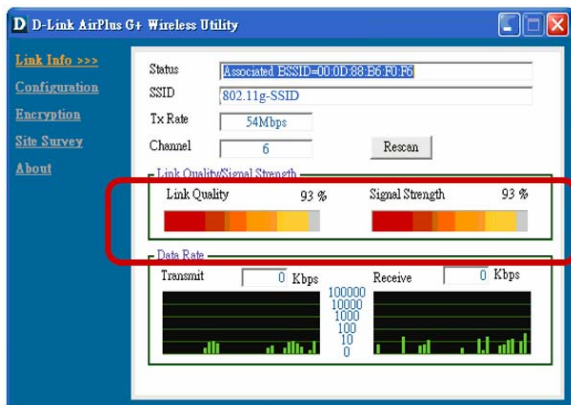 D D-Link AirPlus G+ Wireless Utility
Link Info >>>
Configuration
Encryption
Site Survey
About
Status Associated BSSID=00:0D:88:B6:F0:F6
SSID 802.11g-SSID
Tx Rate 54Mbps
Channel 6 Rescan
Link Quality/Signal Strength
Link Quality 93 % Signal Strength 93 %
Data Rate
Transmit 0 Kbps Receive 0 Kbps
100000
10000
1000
100
10
0